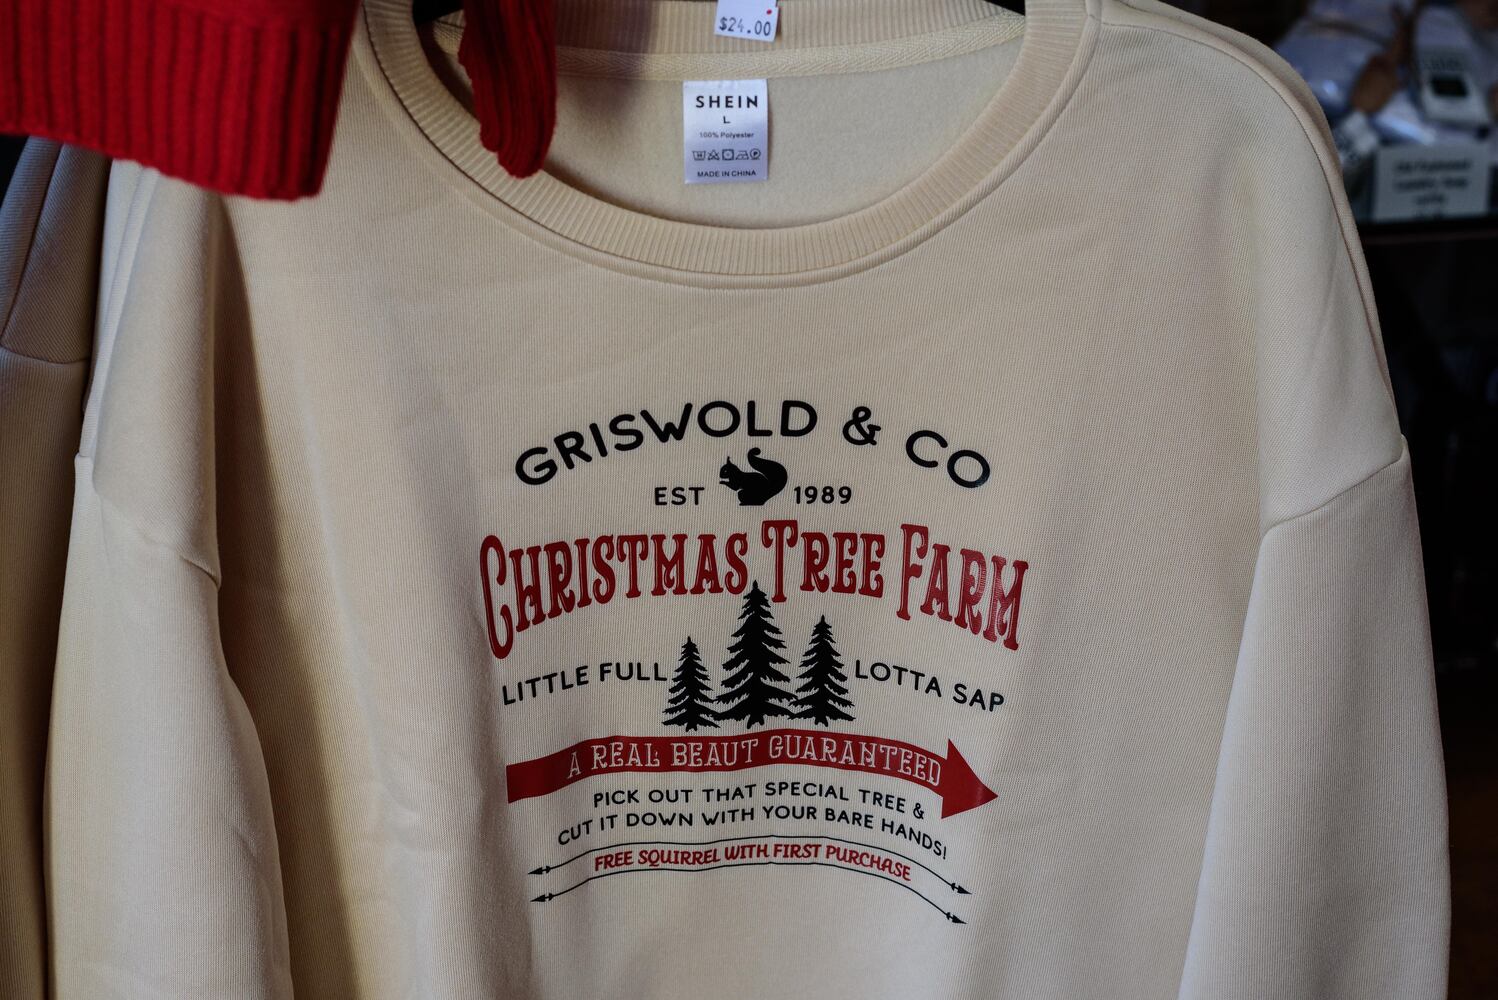 $24.00
SHEIN
L
100% Polyester
MADE IN CHINA
GRISWOLD & CO
EST 1989
CHRISTMAS TREE FARM
LITTLE FULL LOTTA SAP
A REAL BEAUT GUARANTEED
PICK OUT THAT SPECIAL TREE &
CUT IT DOWN WITH YOUR BARE HANDS!
FREE SQUIRREL WITH FIRST PURCHASE